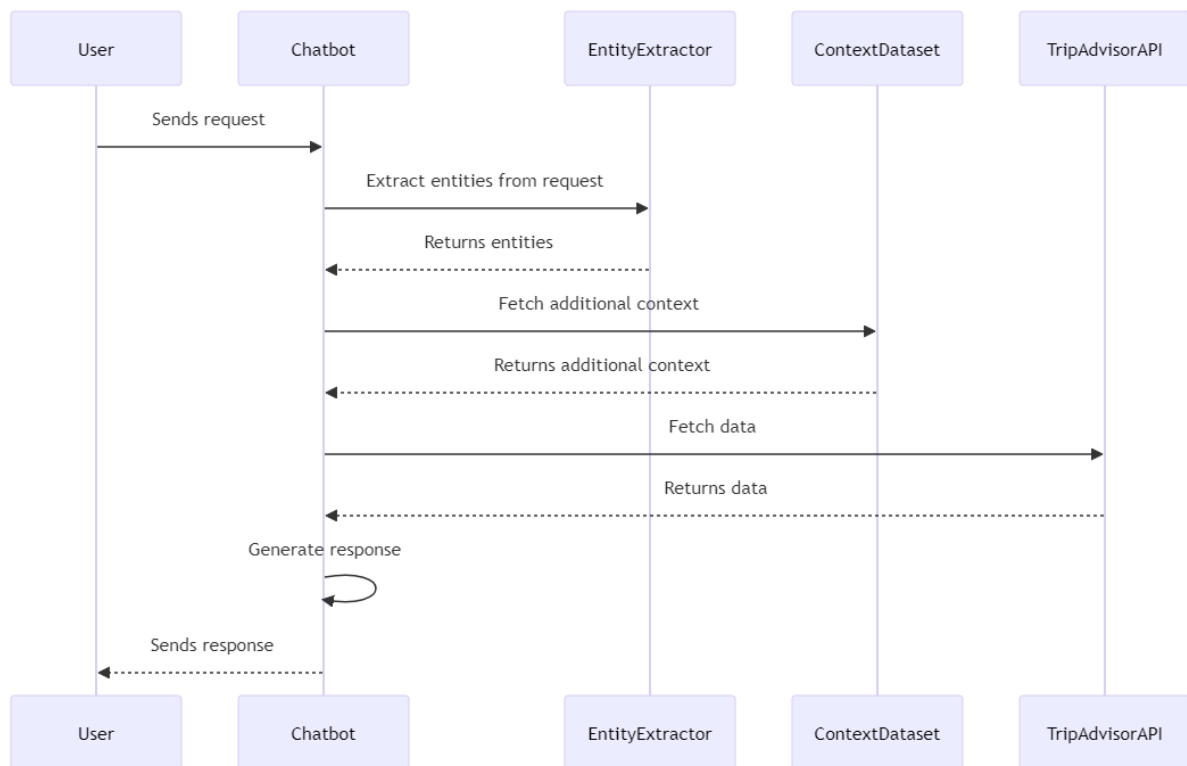 User Chatbot EntityExtractor ContextDataset TripAdvisorAPI
Sends request
Extract entities from request
Returns entities
Fetch additional context
Returns additional context
Fetch data
Returns data
Generate response
Sends response
User Chatbot EntityExtractor ContextDataset TripAdvisorAPI